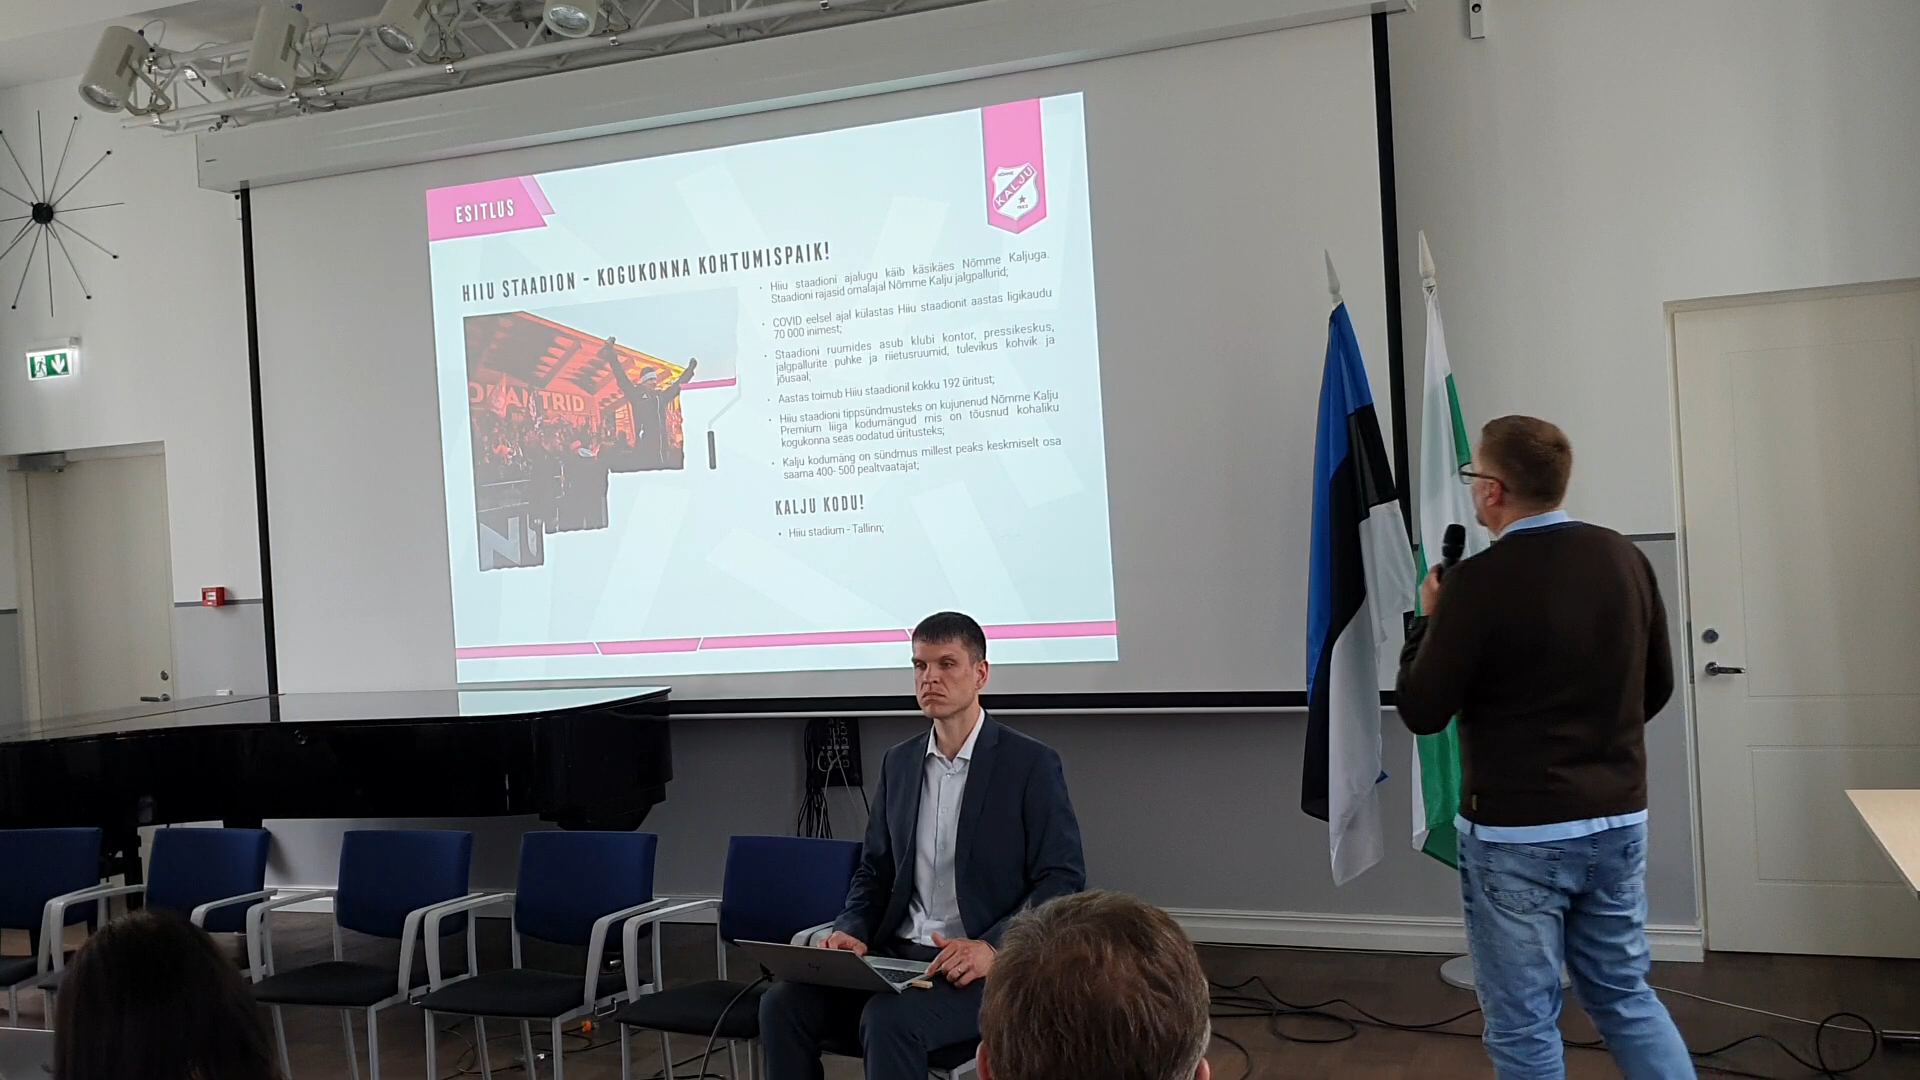 ESITLUS
NÕMME
KALJU
HIIU STAADION - KOGUKONNA KOHTUMISPAIK!
• Hiiu staadioni ajalugu käib käsikäes Nõmme Kaljuga.
Staadioni rajasid omalajal Nõmme Kalju jalgpallurid;
• COVID eelsel ajal külastas Hiiu staadionit aastas ligikaudu
70 000 inimest;
• Staadioni ruumides asub klubi kontor, pressikeskus,
jalgpallurite puhke ja riietusruumid, tulevikus kohvik ja
jõusaal;
• Aastas toimub Hiiu staadionil kokku 192 üritust;
• Hiiu staadioni tippsündmusteks on kujunenud Nõmme Kalju
Premium liiga kodumängud mis on tõusnud kohaliku
kogukonna seas oodatud üritusteks;
• Kalju kodumäng on sündmus millest peaks keskmiselt osa
saama 400- 500 pealtvaatajat;
KALJU KODU!
• Hiiu stadium - Tallinn;